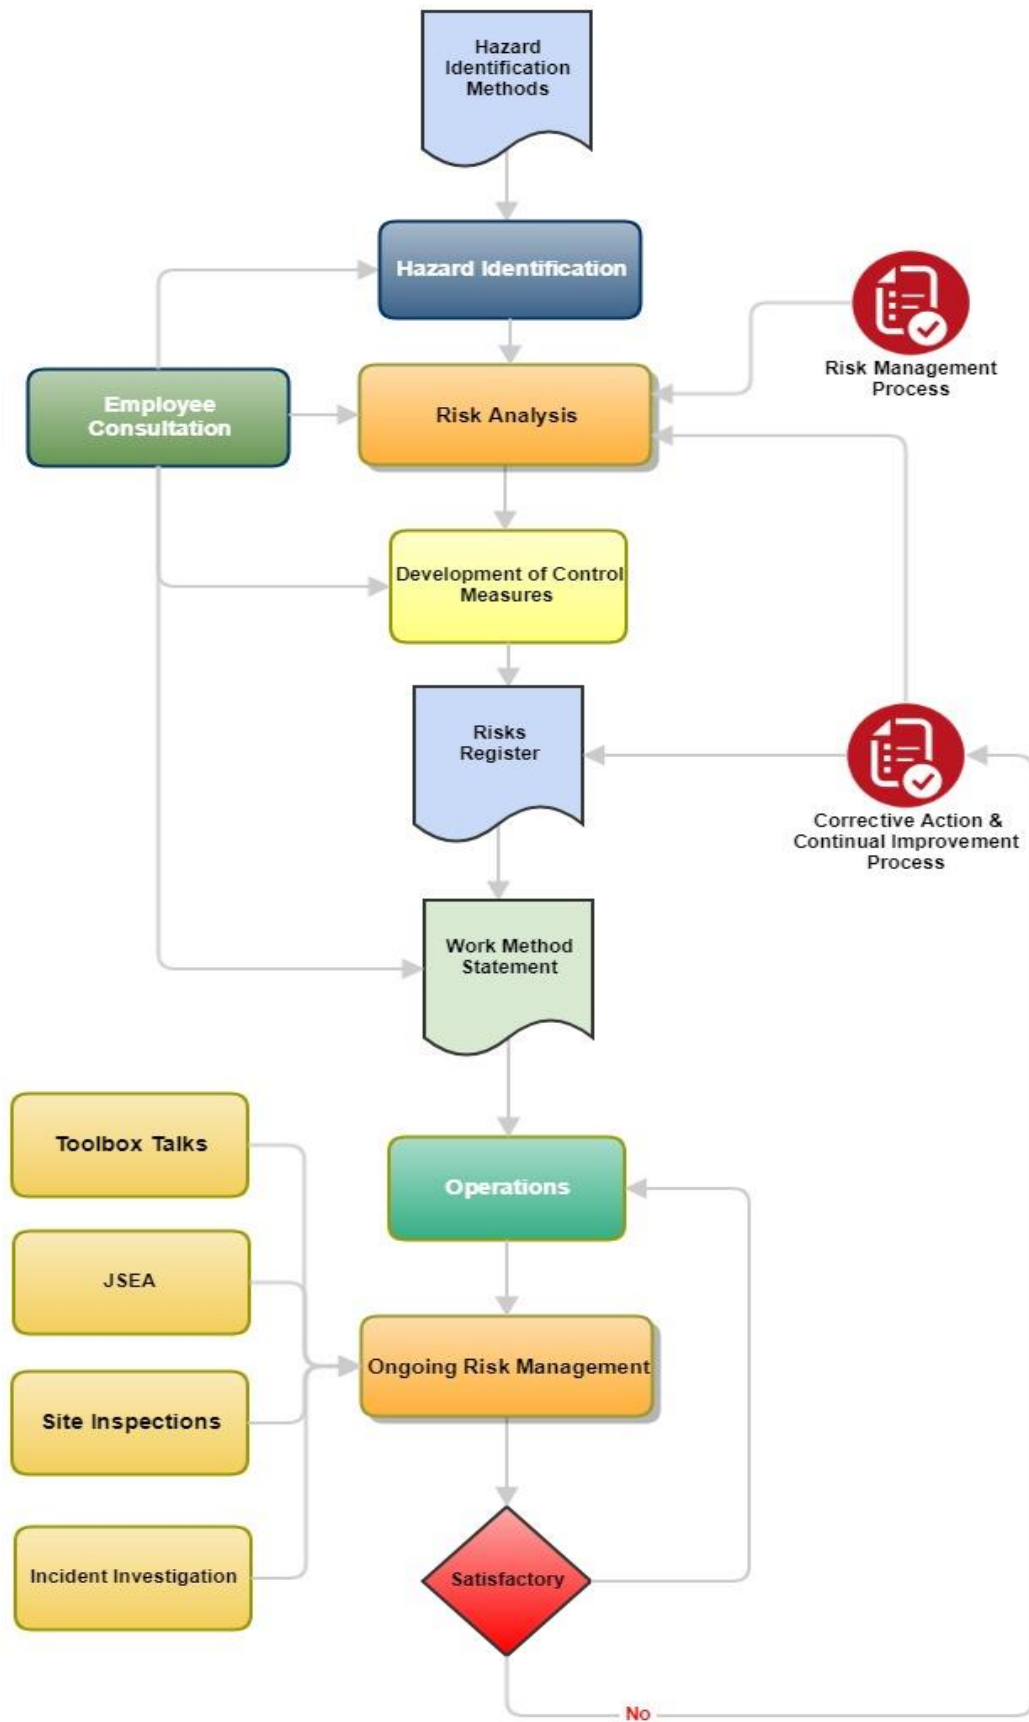 Hazard
Identification
Methods
Hazard Identification
Risk Management
Process
Employee
Consultation
Risk Analysis
Development of Control
Measures
Risks
Register
Corrective Action &
Continual Improvement
Process
Work Method
Statement
Toolbox Talks
Operations
JSEA
Ongoing Risk Management
Site Inspections
Incident Investigation
Satisfactory
No